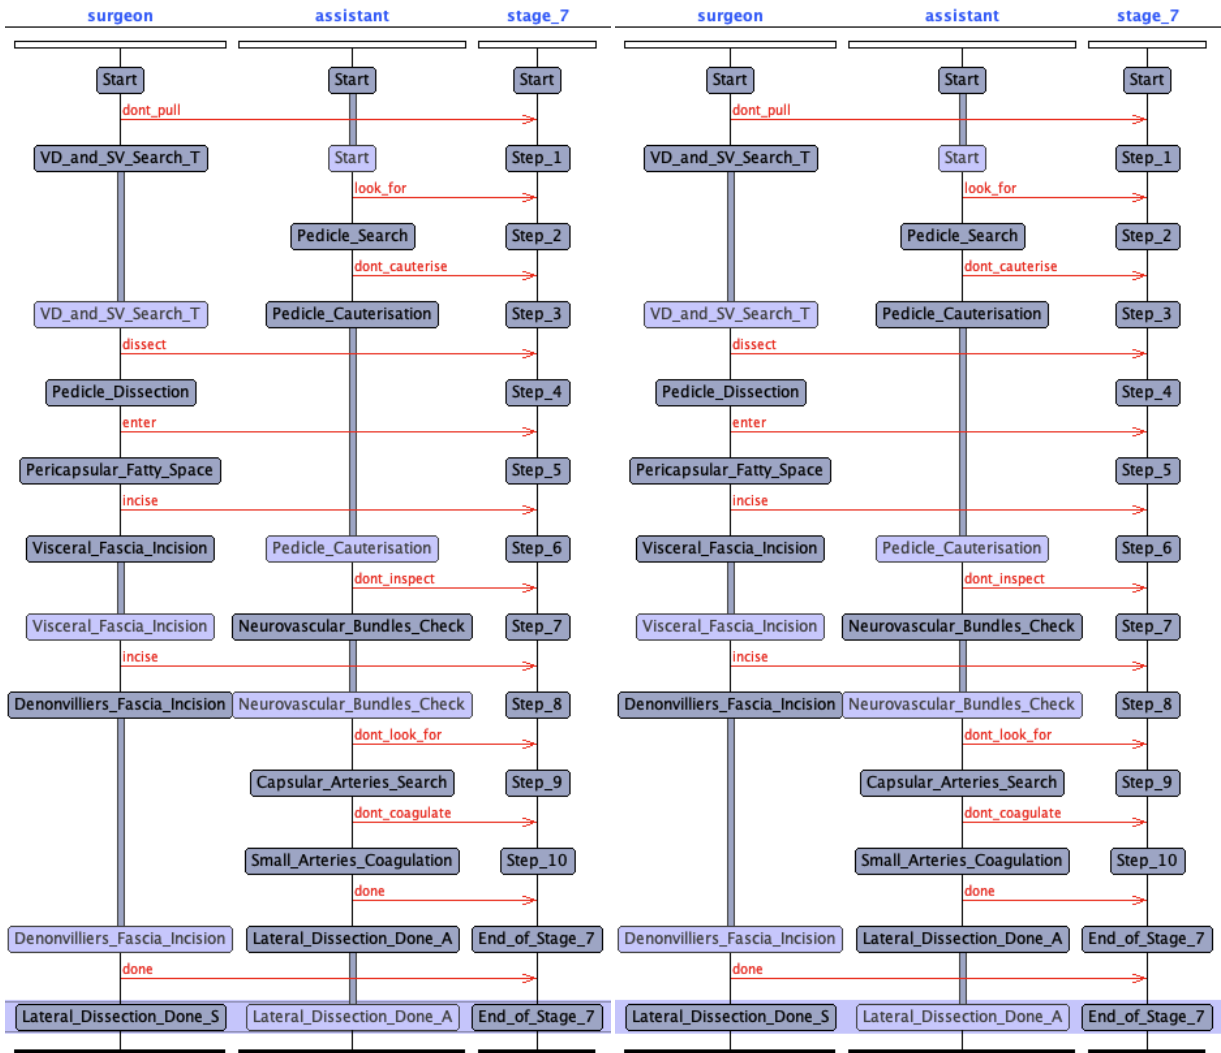 surgeon assistant stage_7 surgeon assistant stage_7
Start Start Start Start Start Start
dont_pull dont_pull
VD_and_SV_Search_T Start Step_1 VD_and_SV_Search_T Start Step_1
look_for look_for
Pedicle_Search Step_2 Pedicle_Search Step_2
dont_cauterise dont_cauterise
VD_and_SV_Search_T Pedicle_Cauterisation Step_3 VD_and_SV_Search_T Pedicle_Cauterisation Step_3
dissect dissect
Pedicle_Dissection Step_4 Pedicle_Dissection Step_4
enter enter
Pericapsular_Fatty_Space Step_5 Pericapsular_Fatty_Space Step_5
incise incise
Visceral_Fascia_Incision Pedicle_Cauterisation Step_6 Visceral_Fascia_Incision Pedicle_Cauterisation Step_6
dont_inspect dont_inspect
Visceral_Fascia_Incision Neurovascular_Bundles_Check Step_7 Visceral_Fascia_Incision Neurovascular_Bundles_Check Step_7
incise incise
Denonvilliers_Fascia_Incision Neurovascular_Bundles_Check Step_8 Denonvilliers_Fascia_Incision Neurovascular_Bundles_Check Step_8
dont_look_for dont_look_for
Capsular_Arteries_Search Step_9 Capsular_Arteries_Search Step_9
dont_coagulate dont_coagulate
Small_Arteries_Coagulation Step_10 Small_Arteries_Coagulation Step_10
done done
Denonvilliers_Fascia_Incision Lateral_Dissection_Done_A End_of_Stage_7 Denonvilliers_Fascia_Incision Lateral_Dissection_Done_A End_of_Stage_7
done done
Lateral_Dissection_Done_S Lateral_Dissection_Done_A End_of_Stage_7 Lateral_Dissection_Done_S Lateral_Dissection_Done_A End_of_Stage_7